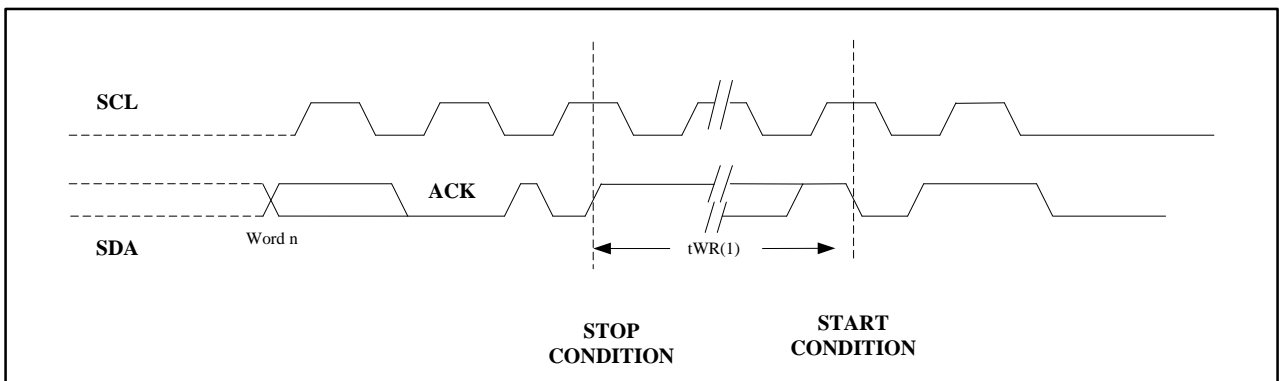 SCL
ACK
Word n
SDA
tWR(1)
STOP
CONDITION
START
CONDITION